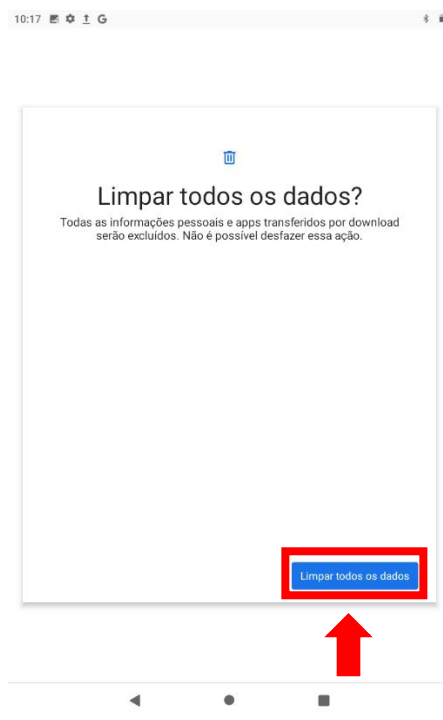 10:17 G
Limpar todos os dados?
Todas as informações pessoais e apps transferidos por download
serão excluídos. Não é possível desfazer essa ação.
Limpar todos os dados